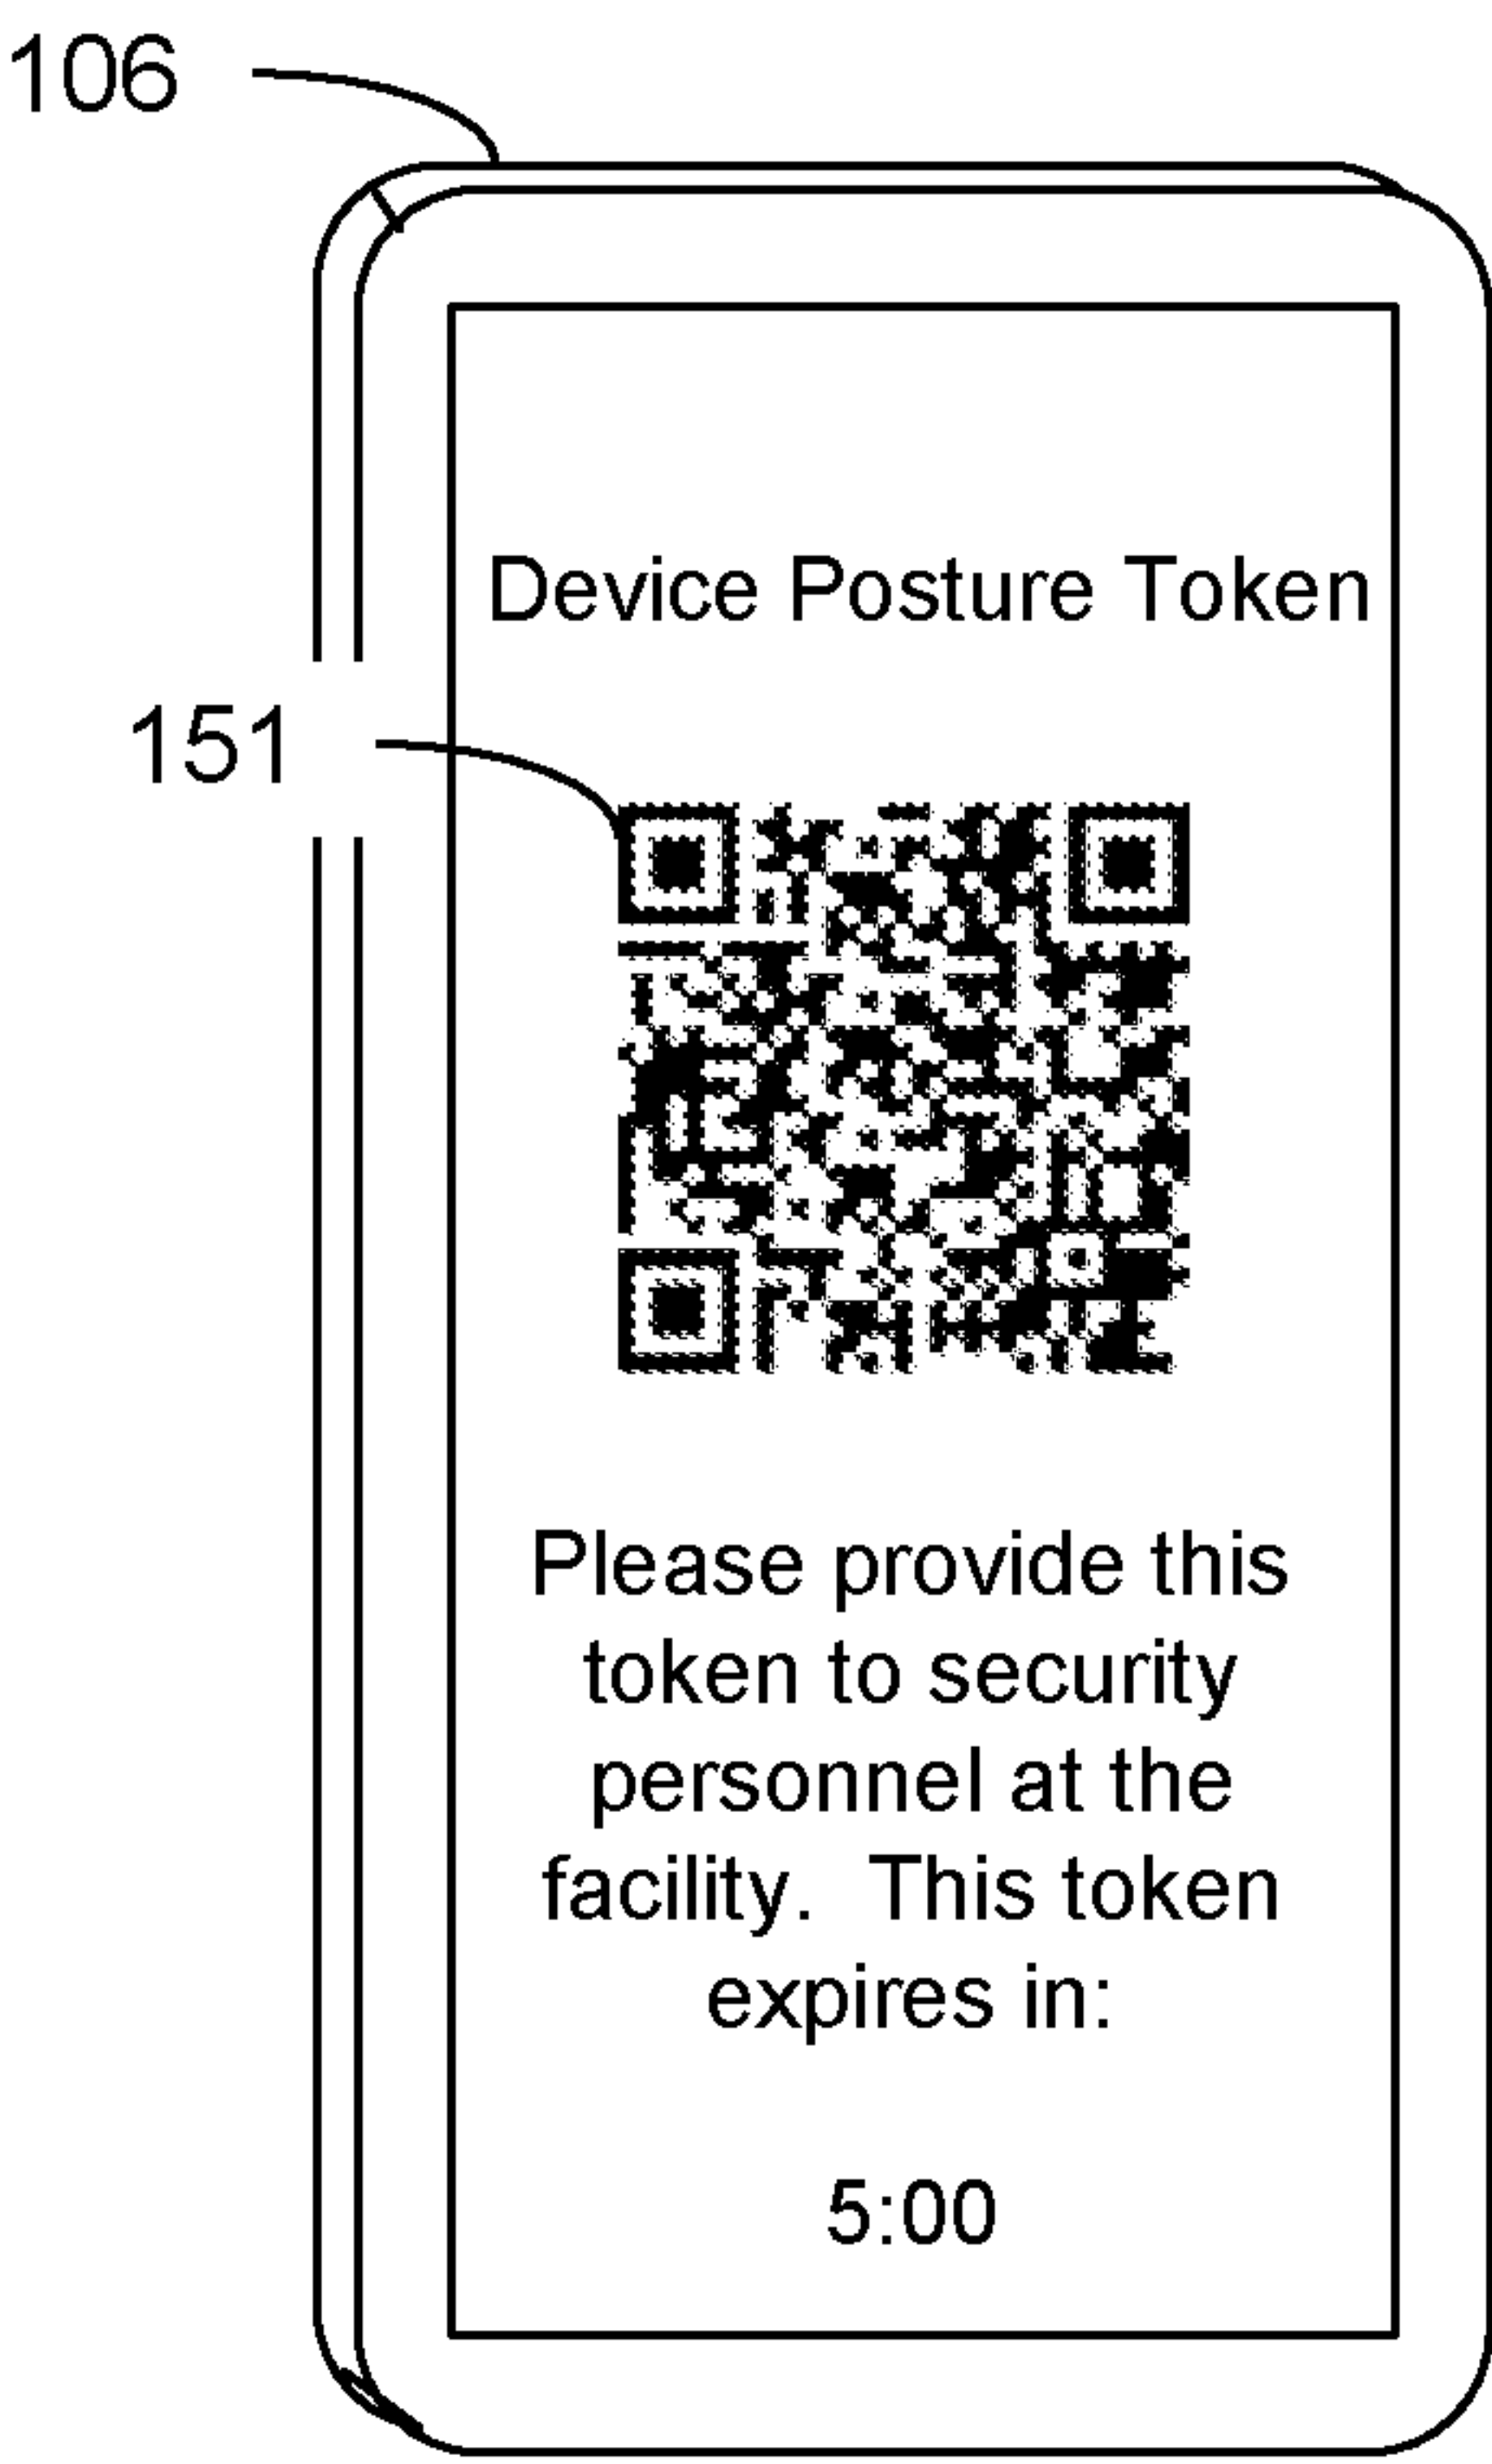 106
Device Posture Token
151
Please provide this
token to security
personnel at the
facility.  This token
expires in:
5:00